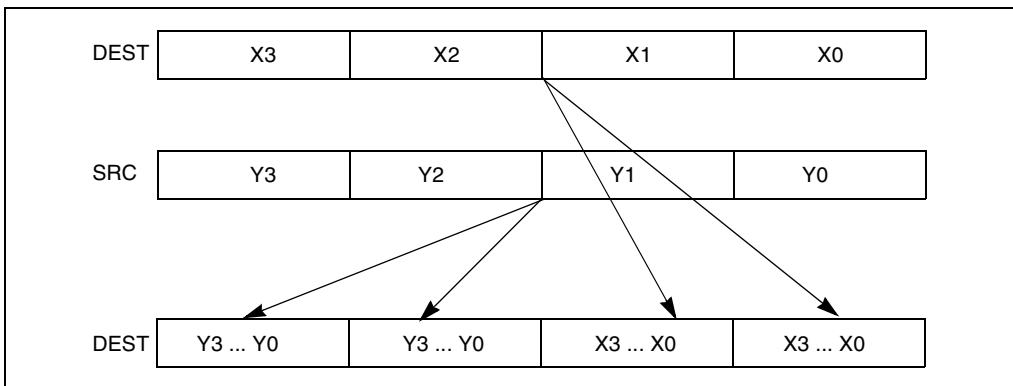 DEST X3 X2 X1 X0
SRC Y3 Y2 Y1 Y0
DEST Y3 ... Y0 Y3 ... Y0 X3 ... X0 X3 ... X0